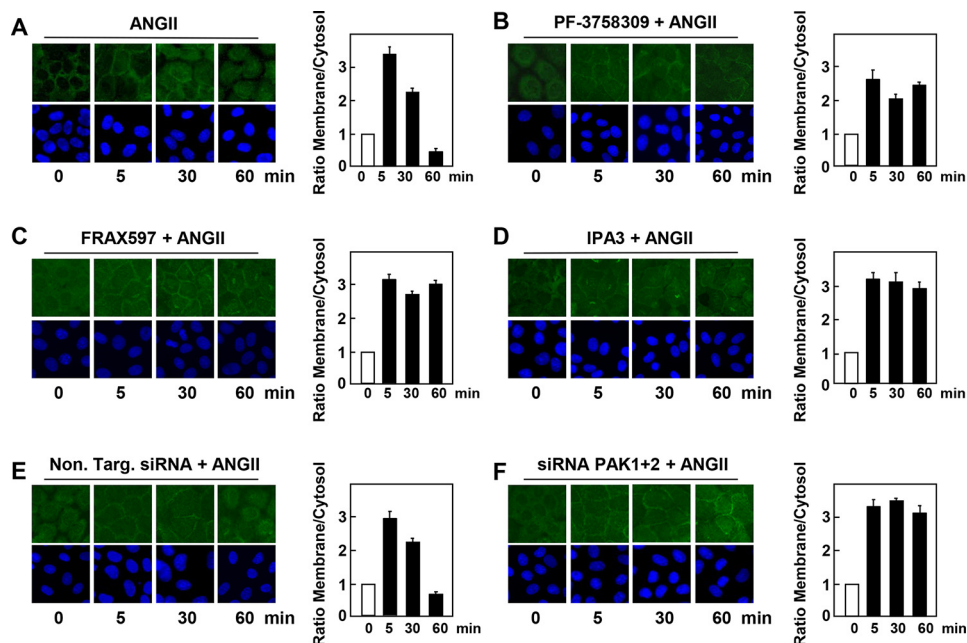 A
ANGII
0 5 30 60 min
Ratio Membrane/Cytosol
3
2
1
0
0 5 30 60 min
B
PF-3758309 + ANGII
0 5 30 60 min
Ratio Membrane/Cytosol
3
2
1
0
0 5 30 60 min
C
FRAX597 + ANGII
0 5 30 60 min
Ratio Membrane/Cytosol
3
2
1
0
0 5 30 60 min
D
IPA3 + ANGII
0 5 30 60 min
Ratio Membrane/Cytosol
3
2
1
0
0 5 30 60 min
E
Non. Targ. siRNA + ANGII
0 5 30 60 min
Ratio Membrane/Cytosol
3
2
1
0
0 5 30 60 min
F
siRNA PAK1+2 + ANGII
0 5 30 60 min
Ratio Membrane/Cytosol
3
2
1
0
0 5 30 60 min